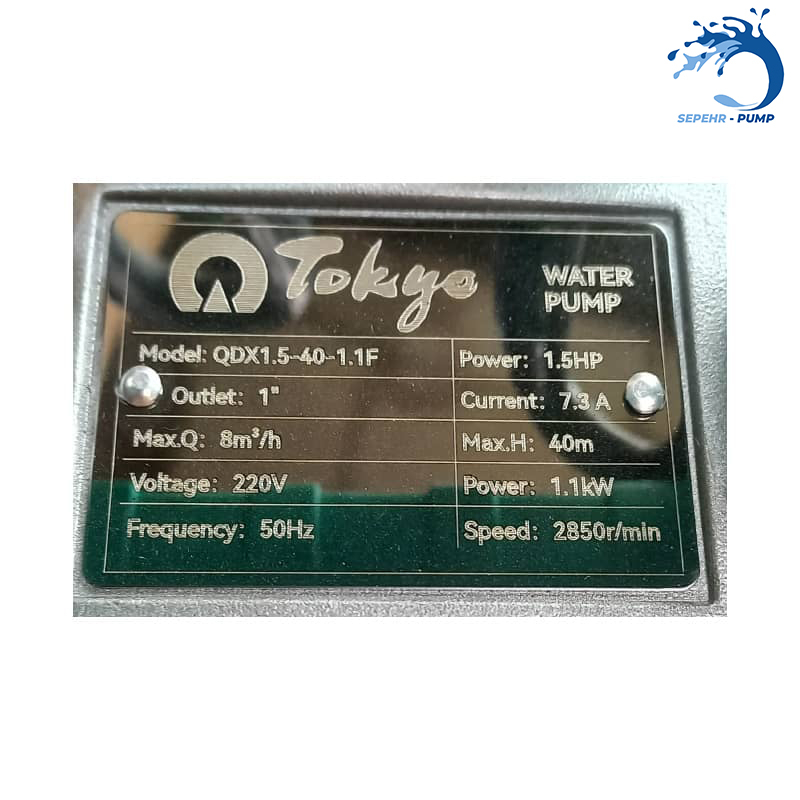 SEPEHR - PUMP
Tokyo
WATER
PUMP
Model: QDX1.5-40-1.1F
Power: 1.5HP
Outlet: 1"
Current: 7.3 A
Max.Q: 8m³/h
Max.H: 40m
Voltage: 220V
Power: 1.1kW
Frequency: 50Hz
Speed: 2850r/min